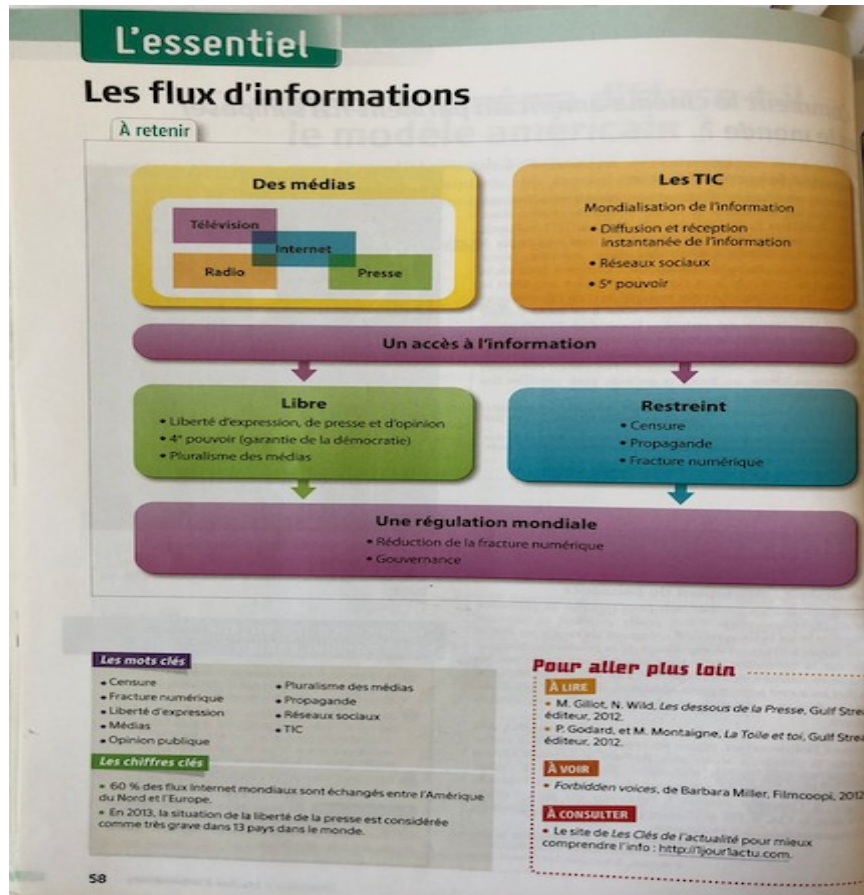 L'essentiel
Les flux d'informations
À retenir
Des médias
Télévision
Internet
Radio
Presse
Les TIC
Mondialisation de l'information
• Diffusion et réception
instantanée de l'information
• Réseaux sociaux
• 5e pouvoir
Un accès à l'information
Libre
• Liberté d'expression, de presse et d'opinion
• 4e pouvoir (garantie de la démocratie)
• Pluralisme des médias
Restreint
• Censure
• Propagande
• Fracture numérique
Une régulation mondiale
• Réduction de la fracture numérique
• Gouvernance
Les mots clés
• Censure
• Fracture numérique
• Liberté d'expression
• Médias
• Opinion publique
• Pluralisme des médias
• Propagande
• Réseaux sociaux
• TIC
Les chiffres clés
• 60 % des flux Internet mondiaux sont échangés entre l'Amérique
du Nord et l'Europe.
• En 2013, la situation de la liberté de la presse est considérée
comme très grave dans 13 pays dans le monde.
Pour aller plus loin
À LIRE
• M. Gillot, N. Wild, Les dessous de la Presse, Gulf Strea
éditeur, 2012.
• P. Godard, et M. Montaigne, La Toile et toi, Gulf Strea
éditeur, 2012.
À VOIR
• Forbidden voices, de Barbara Miller, Filmcoopi, 2012
À CONSULTER
• Le site de Les Clés de l'actualité pour mieux
comprendre l'info : http://1jour1actu.com.
58